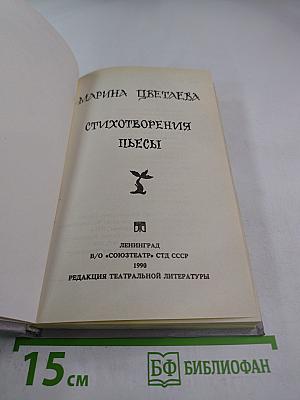 МАРИНА ЦВЕТАЕВА
СТИХОТВОРЕНИЯ
ПЬЕСЫ
ЛЕНИНГРАД
В/О «СОЮЗТЕАТР» СТД СССР
1990
РЕДАКЦИЯ ТЕАТРАЛЬНОЙ ЛИТЕРАТУРЫ
15 см
БФ БИБЛИОФАН